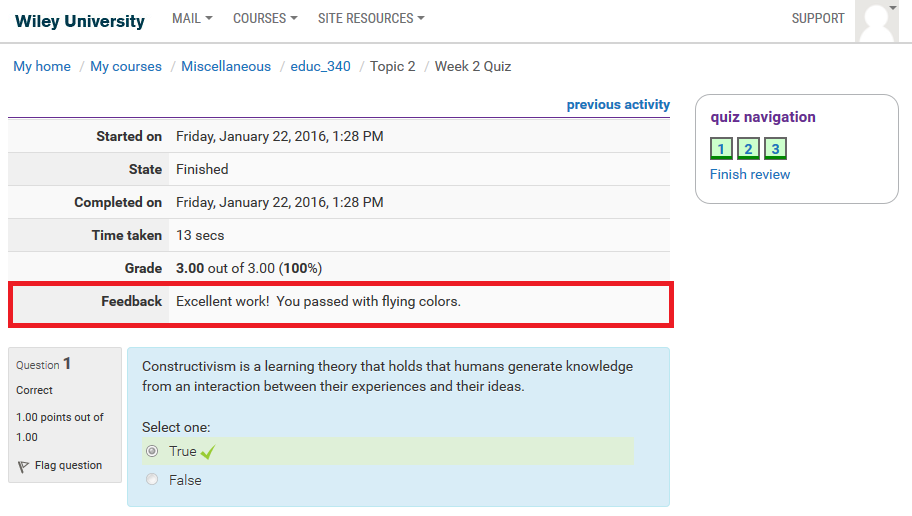 Wiley University MAIL COURSES SITE RESOURCES SUPPORT
My home / My courses / Miscellaneous / educ_340 / Topic 2 / Week 2 Quiz
previous activity
Started on Friday, January 22, 2016, 1:28 PM
State Finished
Completed on Friday, January 22, 2016, 1:28 PM
Time taken 13 secs
Grade 3.00 out of 3.00 (100%)
Feedback Excellent work!  You passed with flying colors.
quiz navigation
1 2 3
Finish review
Question 1
Correct
1.00 points out of
1.00
Flag question
Constructivism is a learning theory that holds that humans generate knowledge
from an interaction between their experiences and their ideas.
Select one:
True
False